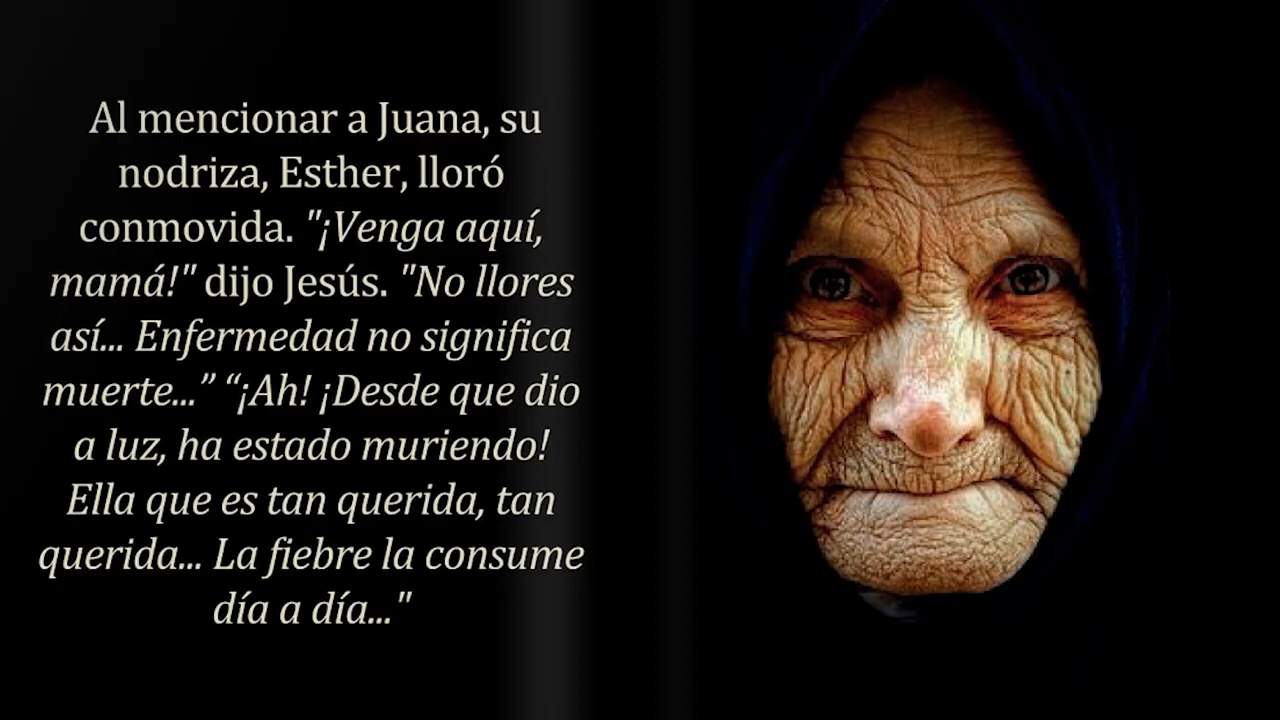 Al mencionar a Juana, su
nodriza, Esther, lloró
conmovida. "¡Venga aquí,
mamá!" dijo Jesús. "No llores
así... Enfermedad no significa
muerte...” “¡Ah! ¡Desde que dio
a luz, ha estado muriendo!
Ella que es tan querida, tan
querida... La fiebre la consume
día a día..."